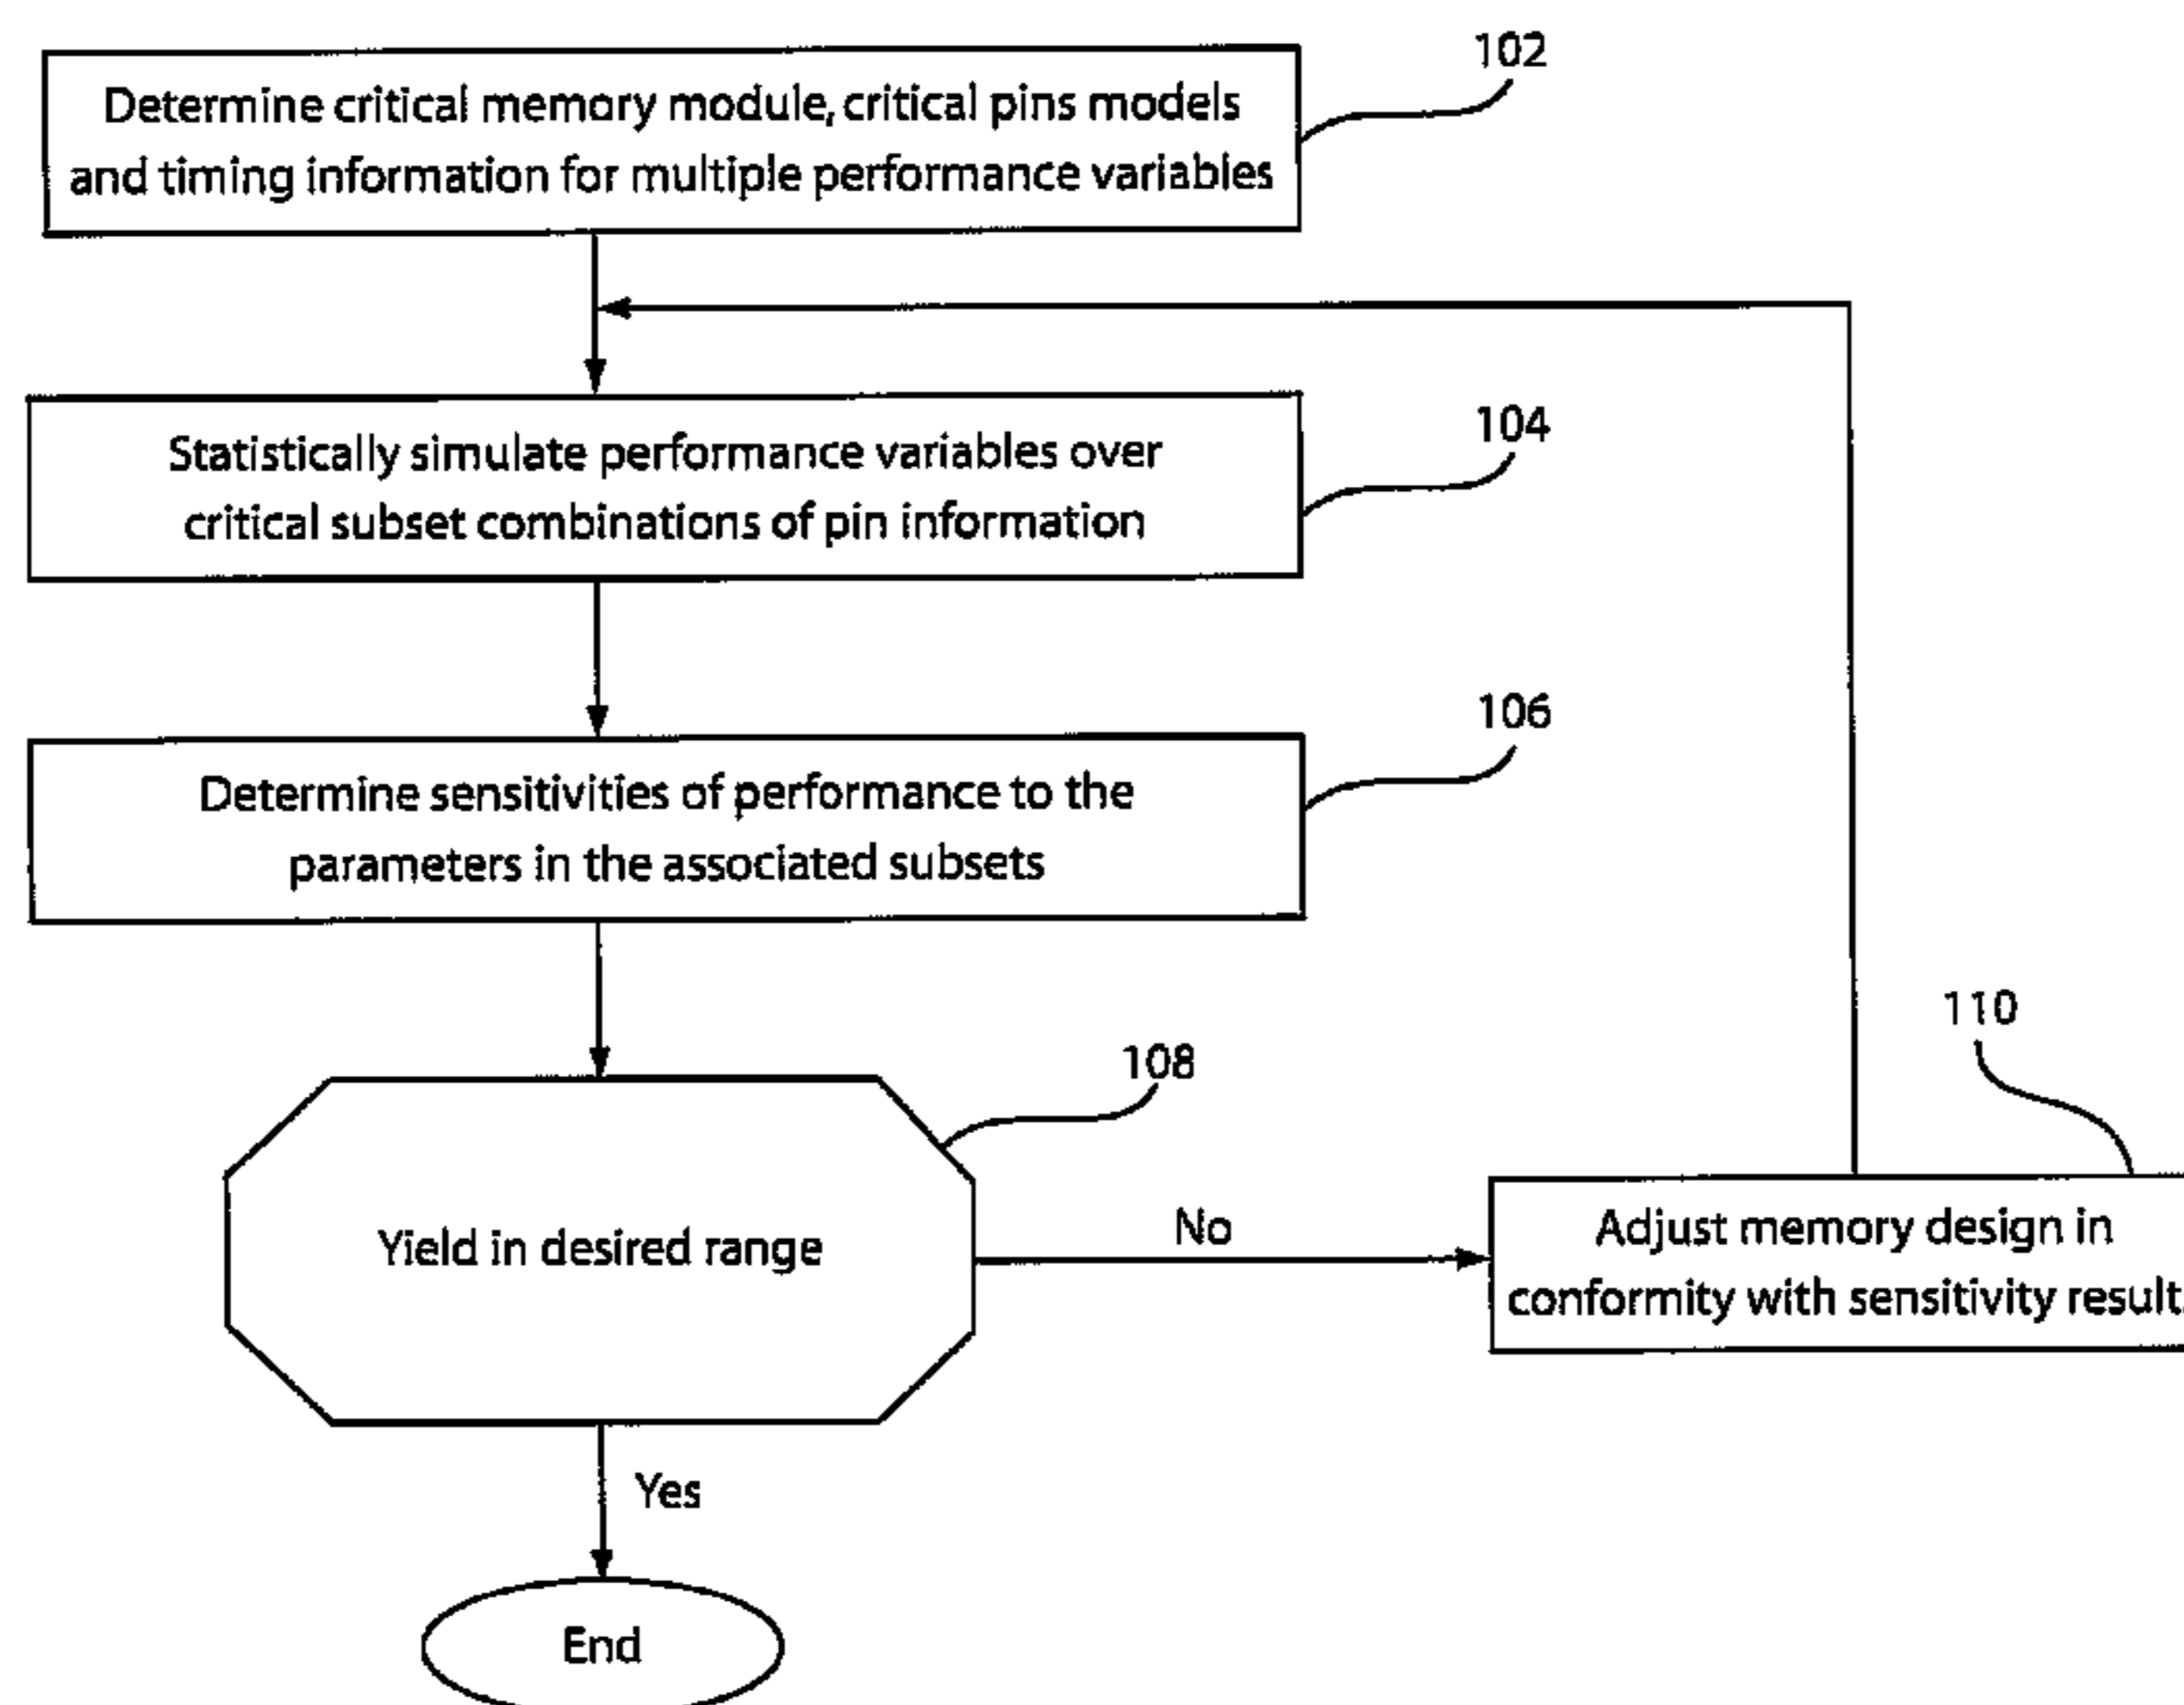 102
Determine critical memory module, critical pins models
and timing information for multiple performance variables
104
Statistically simulate performance variables over
critical subset combinations of pin information
106
Determine sensitivities of performance to the
parameters in the associated subsets
108
110
Yield in desired range
No
Adjust memory design in
conformity with sensitivity result
Yes
End